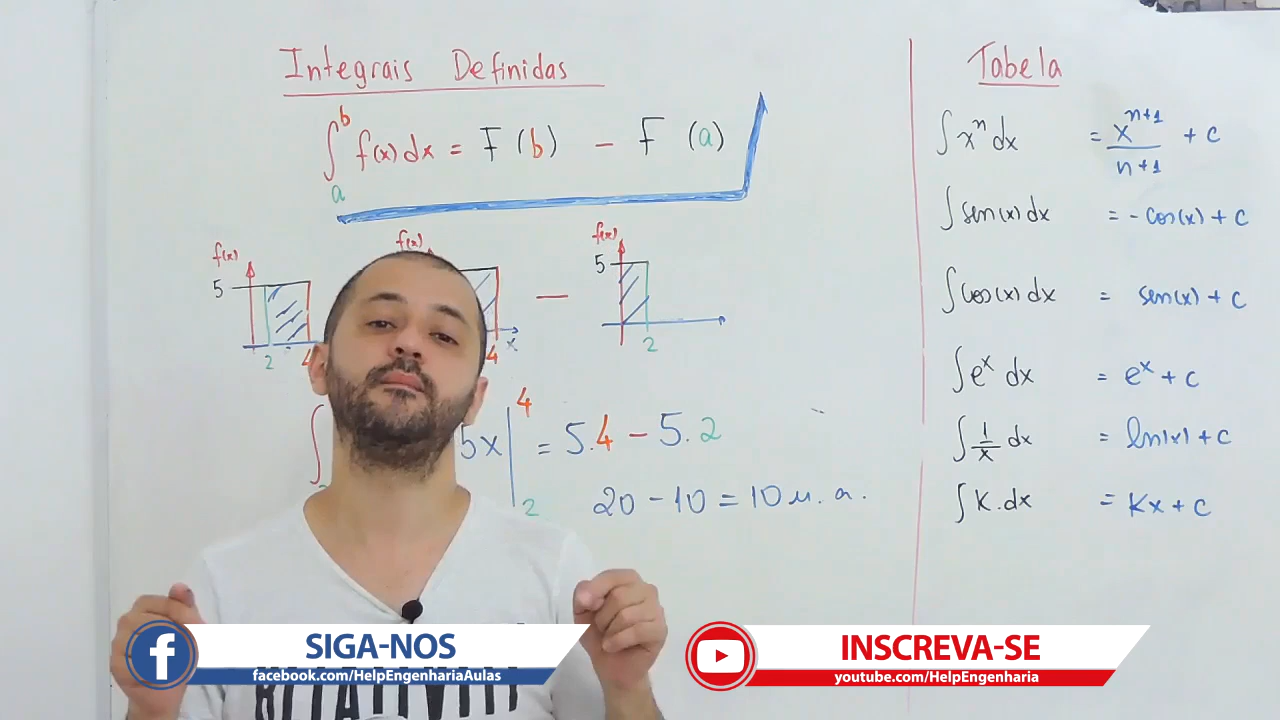 Integrais Definidas
∫ₐᵇ f(x) dx = F (b) − F (a)
f(x)
5
2
4
f(x)
4
x
−
f(x)
5
2
∫
5x |₂⁴ = 5.4 − 5.2
20 − 10 = 10 u. a.
Tabela
∫ xⁿ dx = xⁿ⁺¹/n+1 + c
∫ sen(x) dx = -cos(x) + c
∫ cos(x) dx = sen(x) + c
∫ eˣ dx = eˣ + c
∫ 1/x dx = ln|x| + c
∫ K.dx = Kx + c
SIGA-NOS
facebook.com/HelpEngenhariaAulas
INSCREVA-SE
youtube.com/HelpEngenharia